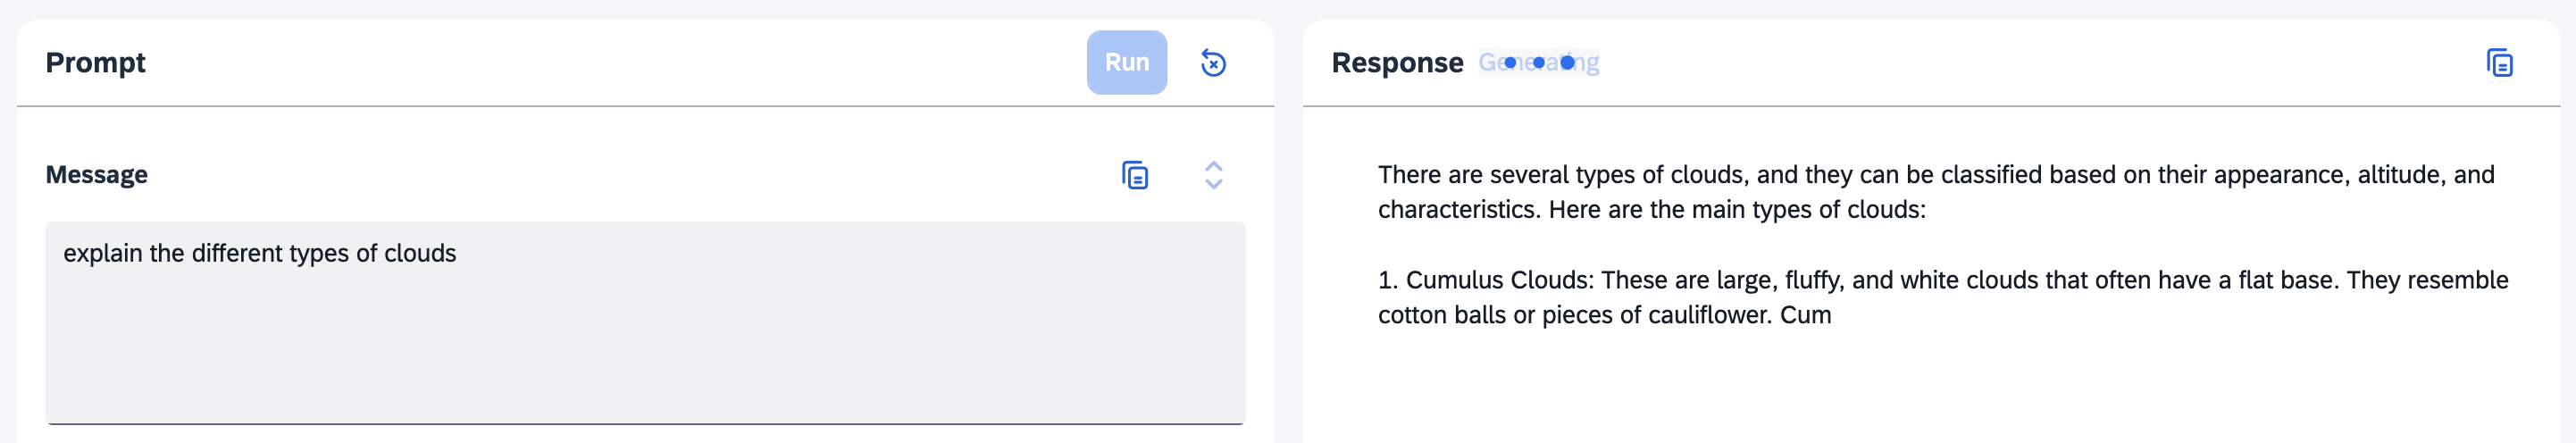 Prompt
Run
Response
Generating
Message
explain the different types of clouds
There are several types of clouds, and they can be classified based on their appearance, altitude, and
characteristics. Here are the main types of clouds:
1. Cumulus Clouds: These are large, fluffy, and white clouds that often have a flat base. They resemble
cotton balls or pieces of cauliflower. Cum